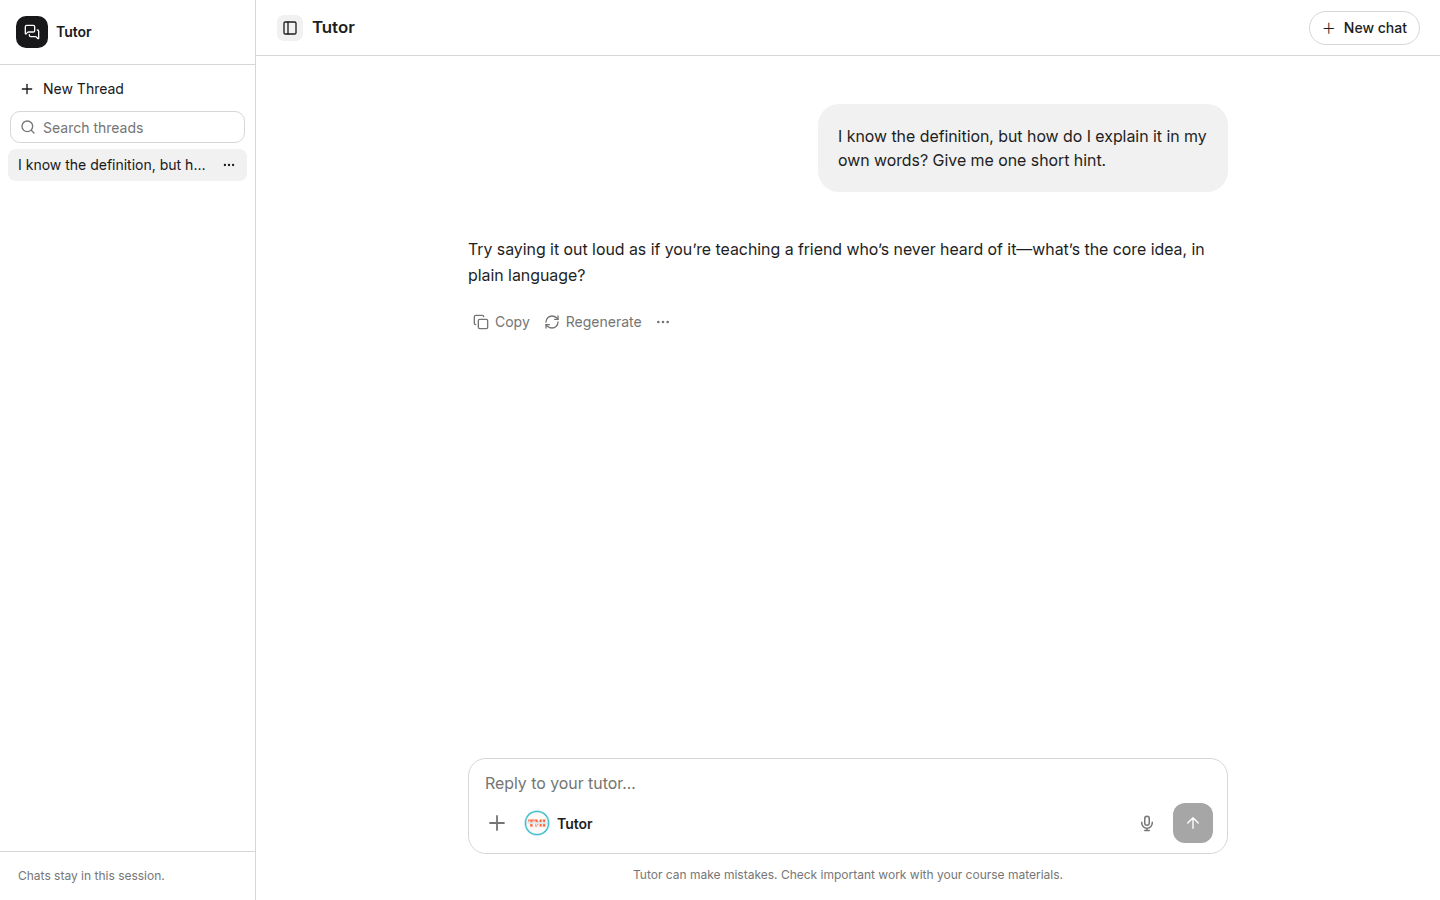 Tutor
New Thread
Search threads
I know the definition, but h...
Chats stay in this session.
Tutor
New chat
I know the definition, but how do I explain it in my
own words? Give me one short hint.
Try saying it out loud as if you’re teaching a friend who’s never heard of it—what’s the core idea, in
plain language?
Copy
Regenerate
Reply to your tutor...
Tutor
Tutor can make mistakes. Check important work with your course materials.